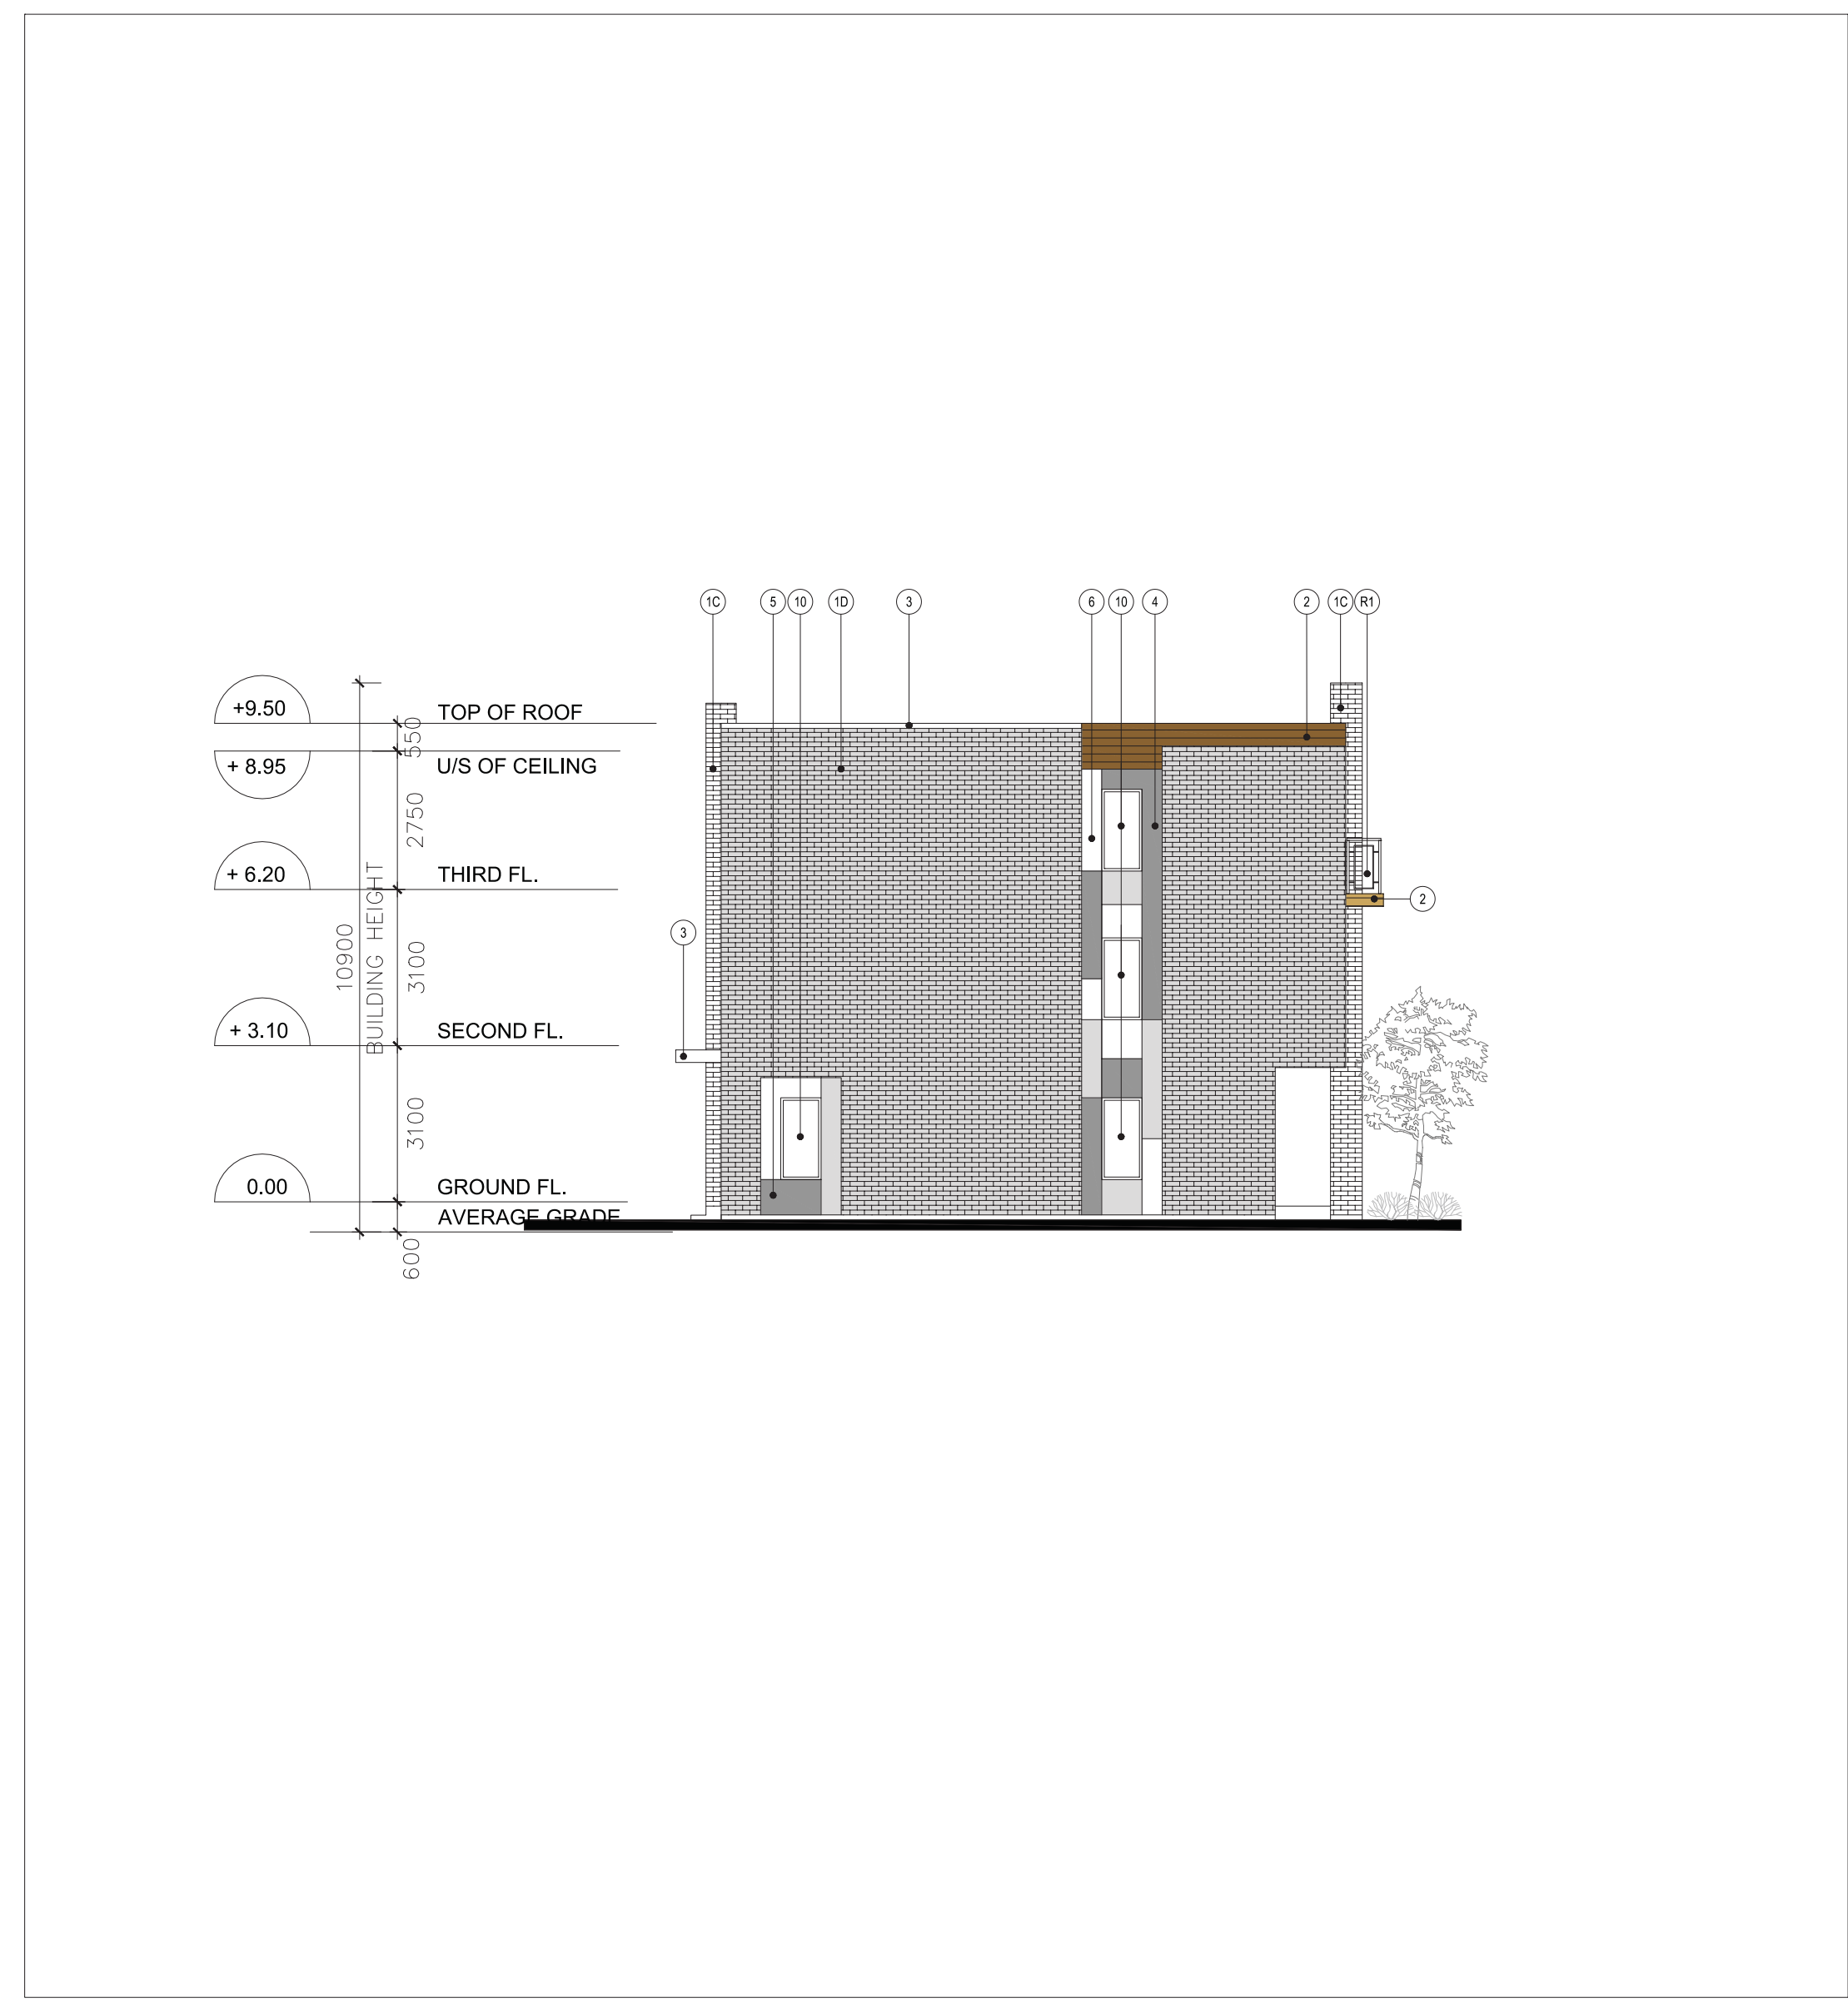 1C 5 10 1D 3 6 10 4 2 1C R1
+9.50 TOP OF ROOF
550
+ 8.95 U/S OF CEILING
2750
+ 6.20 THIRD FL.
2
3
10900
BUILDING HEIGHT
3100
+ 3.10 SECOND FL.
3100
0.00 GROUND FL.
AVERAGE GRADE
600